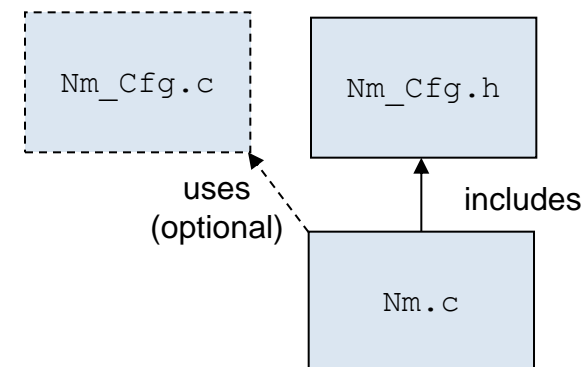 Nm_Cfg.c
Nm_Cfg.h
uses
(optional)
includes
Nm.c